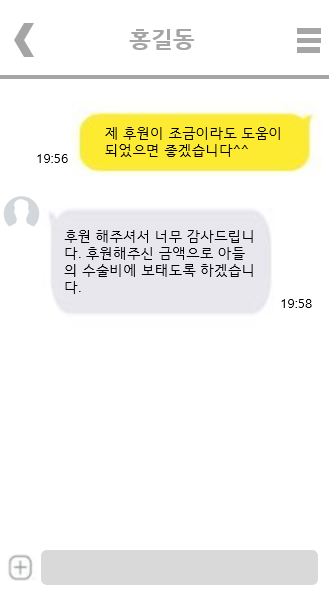 홍길동
제 후원이 조금이라도 도움이
되었으면 좋겠습니다^^
19:56
후원 해주셔서 너무 감사드립니
다. 후원해주신 금액으로 아들
의 수술비에 보태도록 하겠습니
다.
19:58